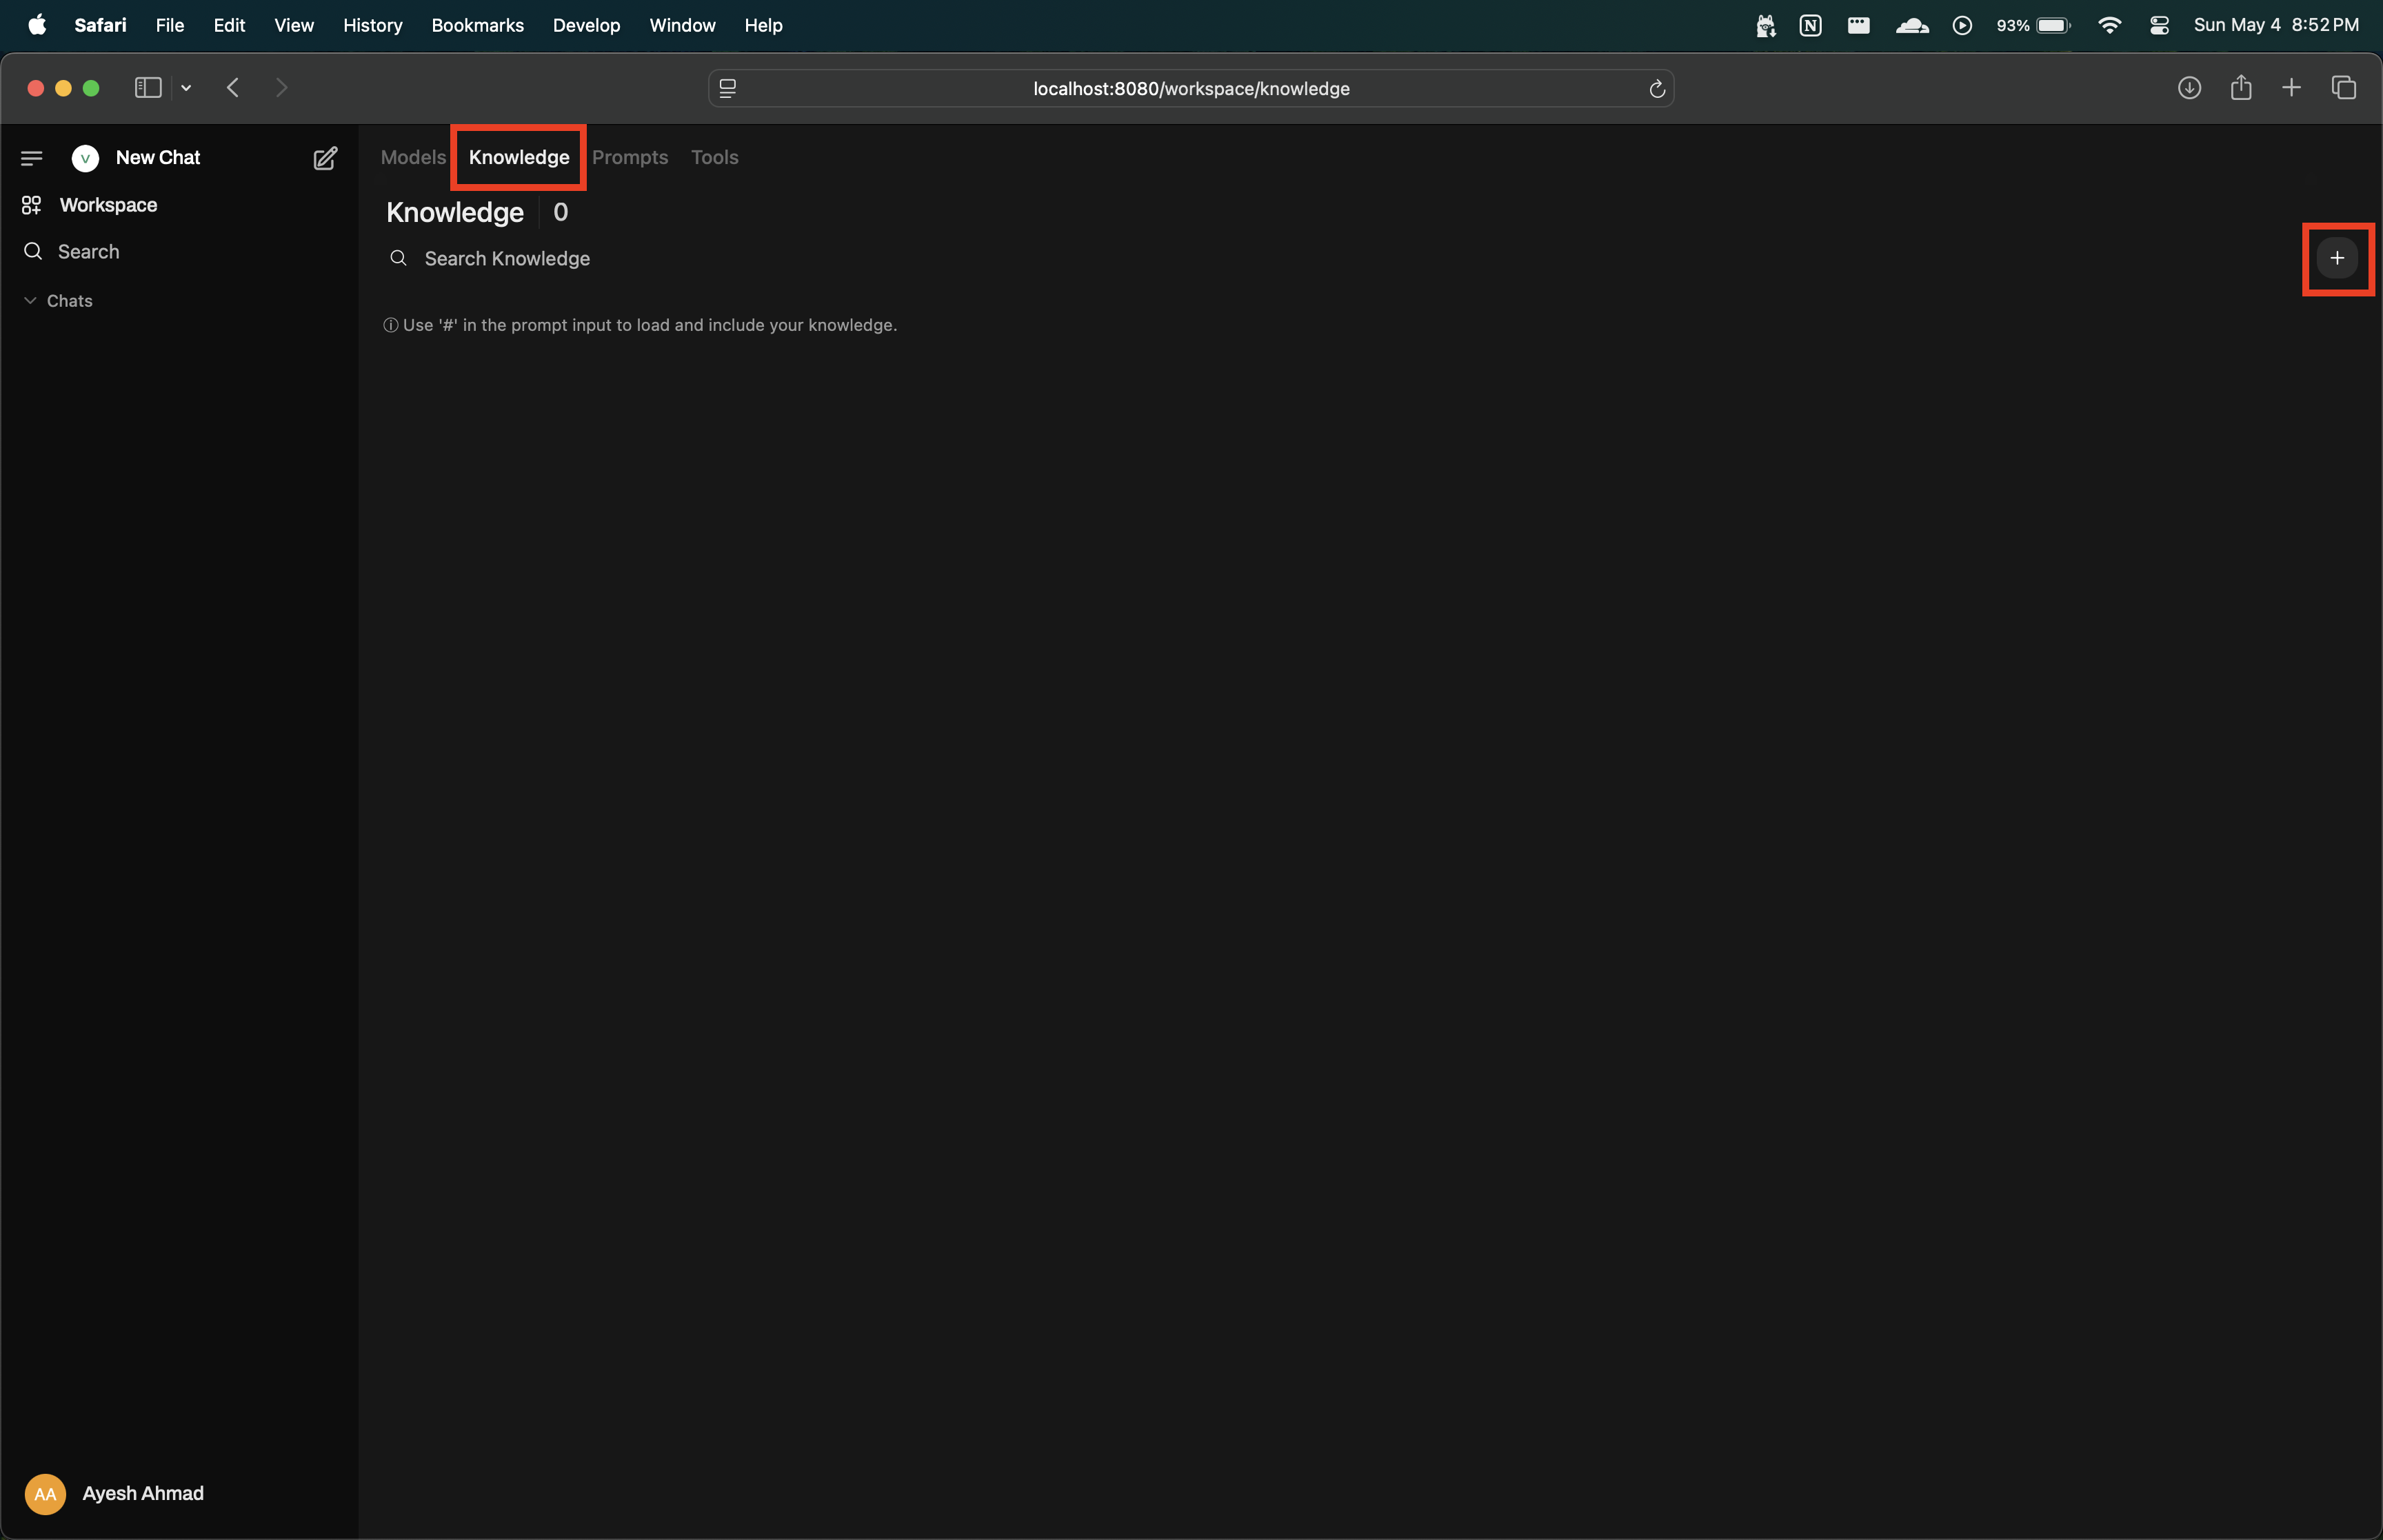 Safari File Edit View History Bookmarks Develop Window Help N 93% Sun May 4 8:52 PM
localhost:8080/workspace/knowledge
V New Chat
Workspace
Search
Chats
Models Knowledge Prompts Tools
Knowledge 0
Search Knowledge
Use '#' in the prompt input to load and include your knowledge.
AA Ayesh Ahmad